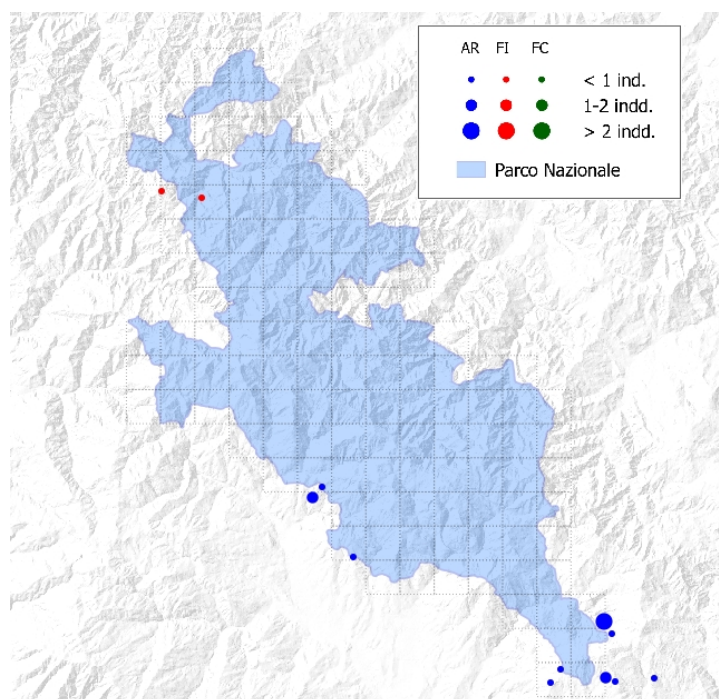 AR FI FC
< 1 ind.
1-2 indd.
> 2 indd.
Parco Nazionale